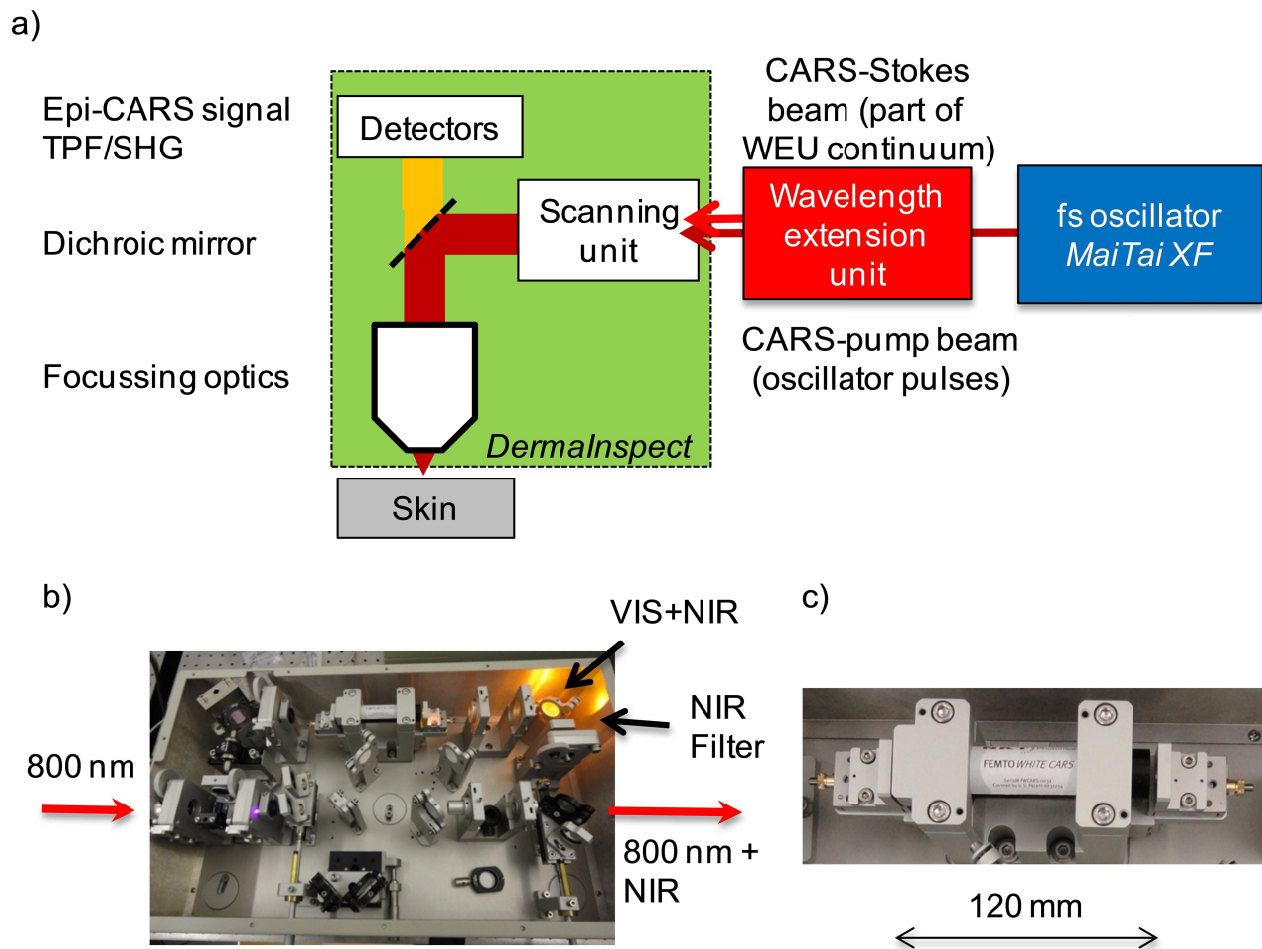 a)
Epi-CARS signal
TPF/SHG
Dichroic mirror
Focussing optics
Detectors
Scanning
unit
DermaInspect
Skin
CARS-Stokes
beam (part of
WEU continuum)
Wavelength
extension
unit
CARS-pump beam
(oscillator pulses)
fs oscillator
MaiTai XF
b)
800 nm
VIS+NIR
NIR
Filter
800 nm +
NIR
c)
FEMTO WHITE CARS
120 mm